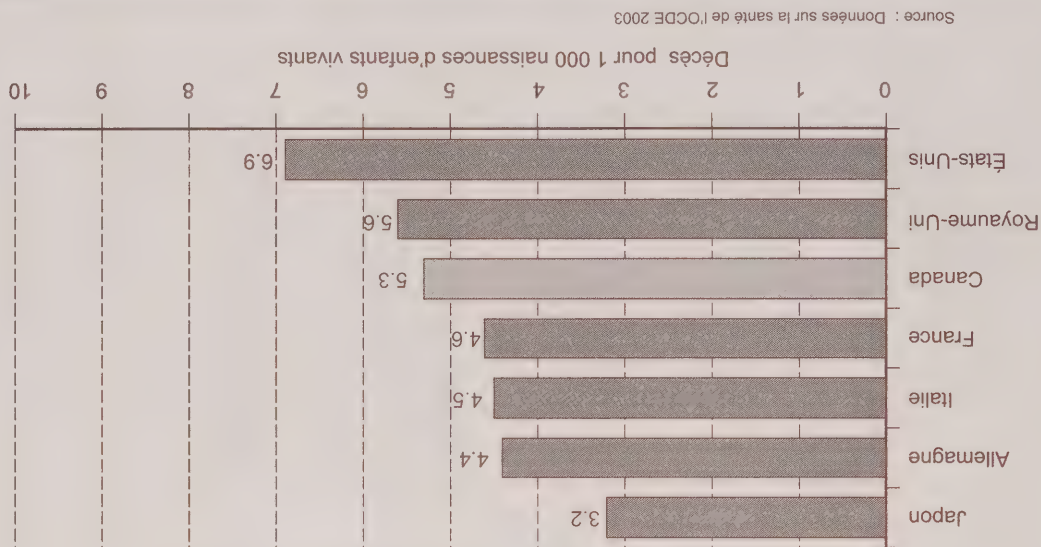 Japon 3.2
Allemagne 4.4
Italie 4.5
France 4.6
Canada 5.3
Royaume-Uni 5.6
États-Unis 6.9
0 1 2 3 4 5 6 7 8 9 10
Décès pour 1 000 naissances d'enfants vivants
Source : Données sur la santé de l'OCDE 2003